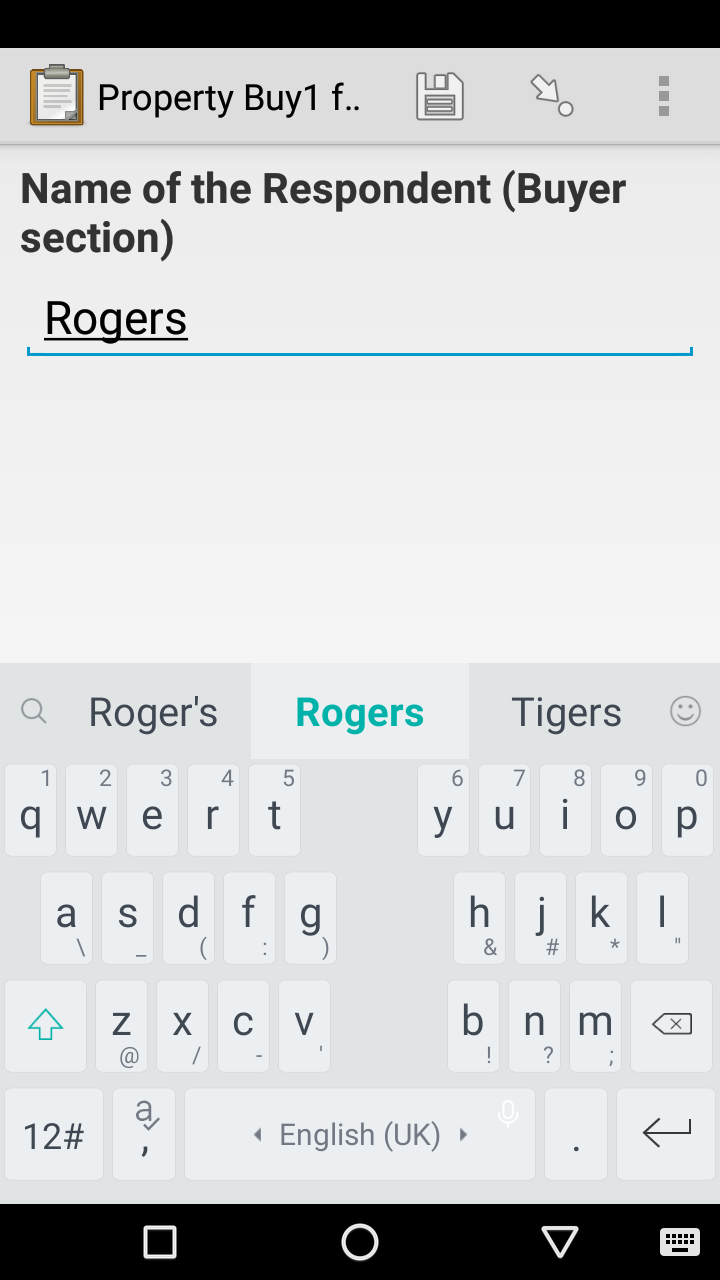 Property Buy1 f..
Name of the Respondent (Buyer
section)
Rogers
Roger's Rogers Tigers
1 2 3 4 5 6 7 8 9 0
q w e r t y u i o p
a s d f g h j k l
\ _ ( : ) & # * "
z x c v b n m
@ / - ' ! ? ;
12# a , English (UK) .